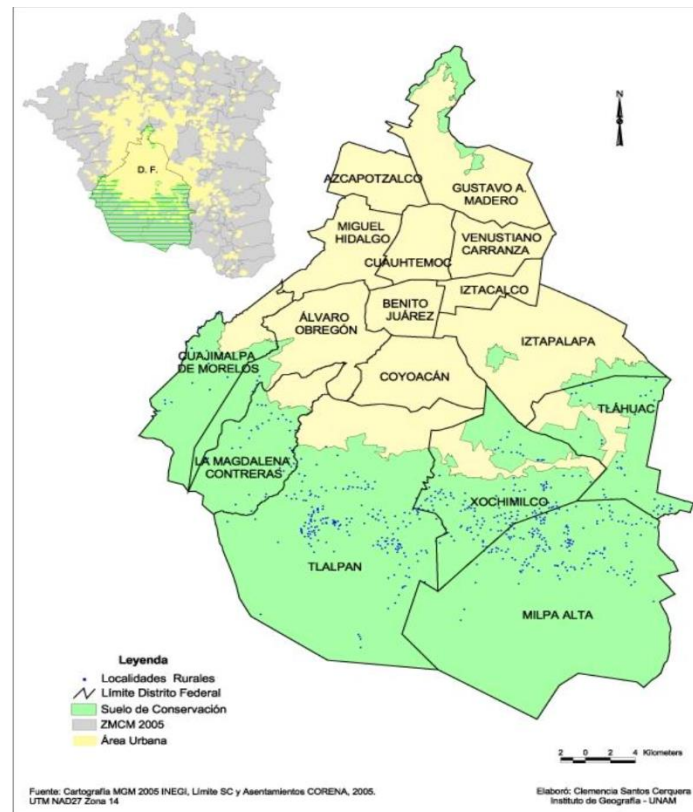 D. F.
N
AZCAPOTZALCO
GUSTAVO A.
MADERO
MIGUEL
HIDALGO
CUAUHTEMOC
VENUSTIANO
CARRANZA
IZTACALCO
BENITO
JUÁREZ
ÁLVARO
OBREGÓN
IZTAPALAPA
CUAJIMALPA
DE MORELOS
COYOACÁN
TLÁHUAC
LA MAGDALENA
CONTRERAS
XOCHIMILCO
TLALPAN
MILPA ALTA
Leyenda
Localidades Rurales
Límite Distrito Federal
Suelo de Conservación
ZMCM 2005
Área Urbana
2 0 2 4 Kilometers
Fuente: Cartografía MGM 2005 INEGI, Límite SC y Asentamientos CORENA, 2005.
UTM NAD27 Zona 14
Elaboró: Clemencia Santos Cerquera
Instituto de Geografía - UNAM